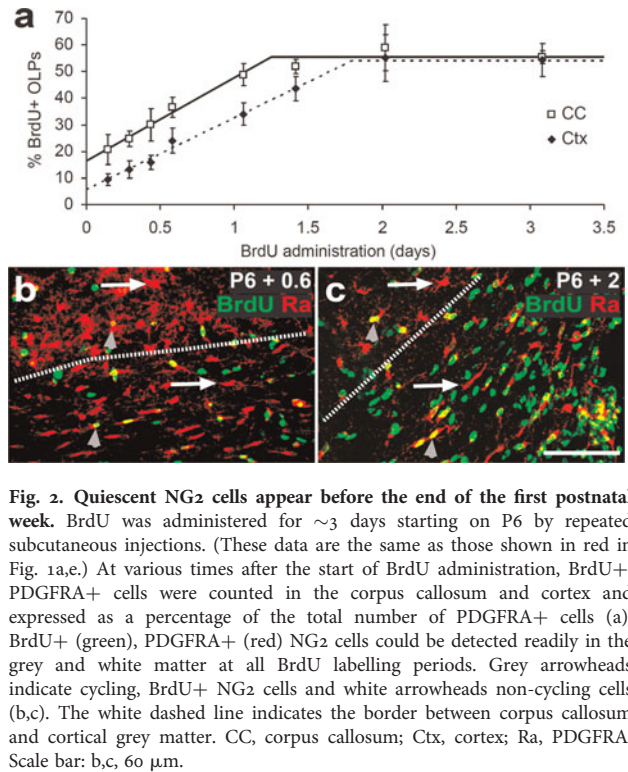 a
% BrdU+ OLPs
70
60
50
40
30
20
10
0
CC
Ctx
0 0.5 1 1.5 2 2.5 3 3.5
BrdU administration (days)
b
P6 + 0.6
BrdU Ra
c
P6 + 2
BrdU Ra
Fig. 2. Quiescent NG2 cells appear before the end of the first postnatal
week. BrdU was administered for ∼3 days starting on P6 by repeated
subcutaneous injections. (These data are the same as those shown in red in
Fig. 1a,e.) At various times after the start of BrdU administration, BrdU+
PDGFRA+ cells were counted in the corpus callosum and cortex and
expressed as a percentage of the total number of PDGFRA+ cells (a)
BrdU+ (green), PDGFRA+ (red) NG2 cells could be detected readily in the
grey and white matter at all BrdU labelling periods. Grey arrowheads
indicate cycling, BrdU+ NG2 cells and white arrowheads non-cycling cells
(b,c). The white dashed line indicates the border between corpus callosum
and cortical grey matter. CC, corpus callosum; Ctx, cortex; Ra, PDGFRA
Scale bar: b,c, 60 μm.